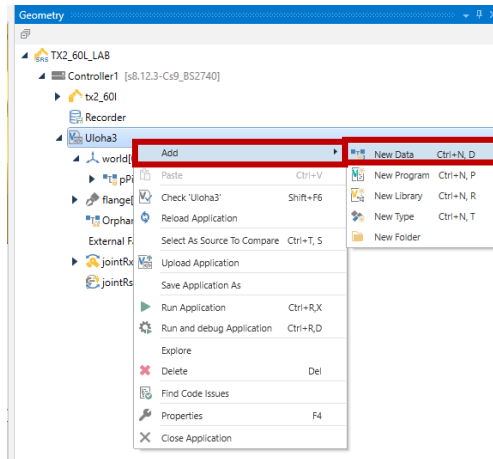 Geometry
TX2_60L_LAB
Controller1 [s8.12.3-Cs9_BS2740]
tx2_60l
Recorder
Uloha3
world[
pPi
flange[
Orphar
External Fa
jointRx
jointRs
Add
Paste Ctrl+V
Check 'Uloha3' Shift+F6
Reload Application
Select As Source To Compare Ctrl+T, S
Upload Application
Save Application As
Run Application Ctrl+R,X
Run and debug Application Ctrl+R,D
Explore
Delete Del
Find Code Issues
Properties F4
Close Application
New Data Ctrl+N, D
New Program Ctrl+N, P
New Library Ctrl+N, R
New Type Ctrl+N, T
New Folder